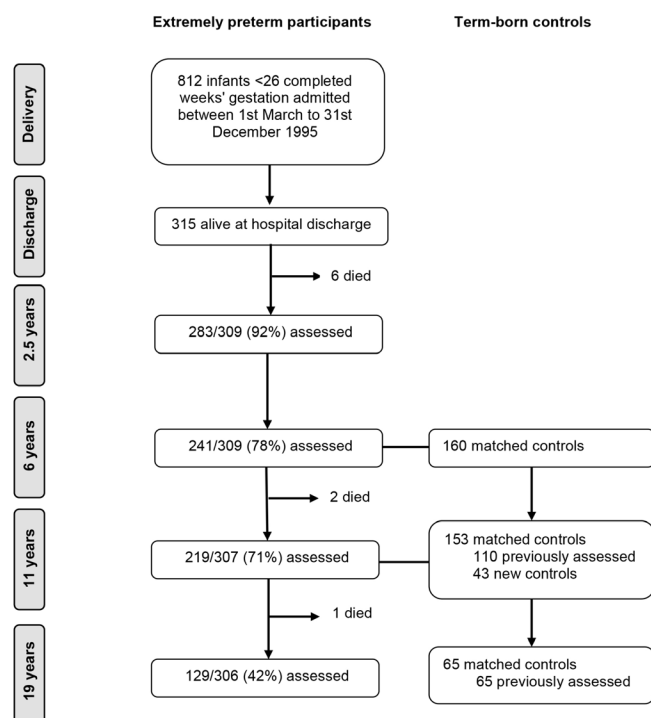 Extremely preterm participants
Term-born controls
Delivery
812 infants <26 completed
weeks' gestation admitted
between 1st March to 31st
December 1995
Discharge
315 alive at hospital discharge
6 died
2.5 years
283/309 (92%) assessed
6 years
241/309 (78%) assessed
160 matched controls
2 died
11 years
219/307 (71%) assessed
153 matched controls
110 previously assessed
43 new controls
1 died
19 years
129/306 (42%) assessed
65 matched controls
65 previously assessed